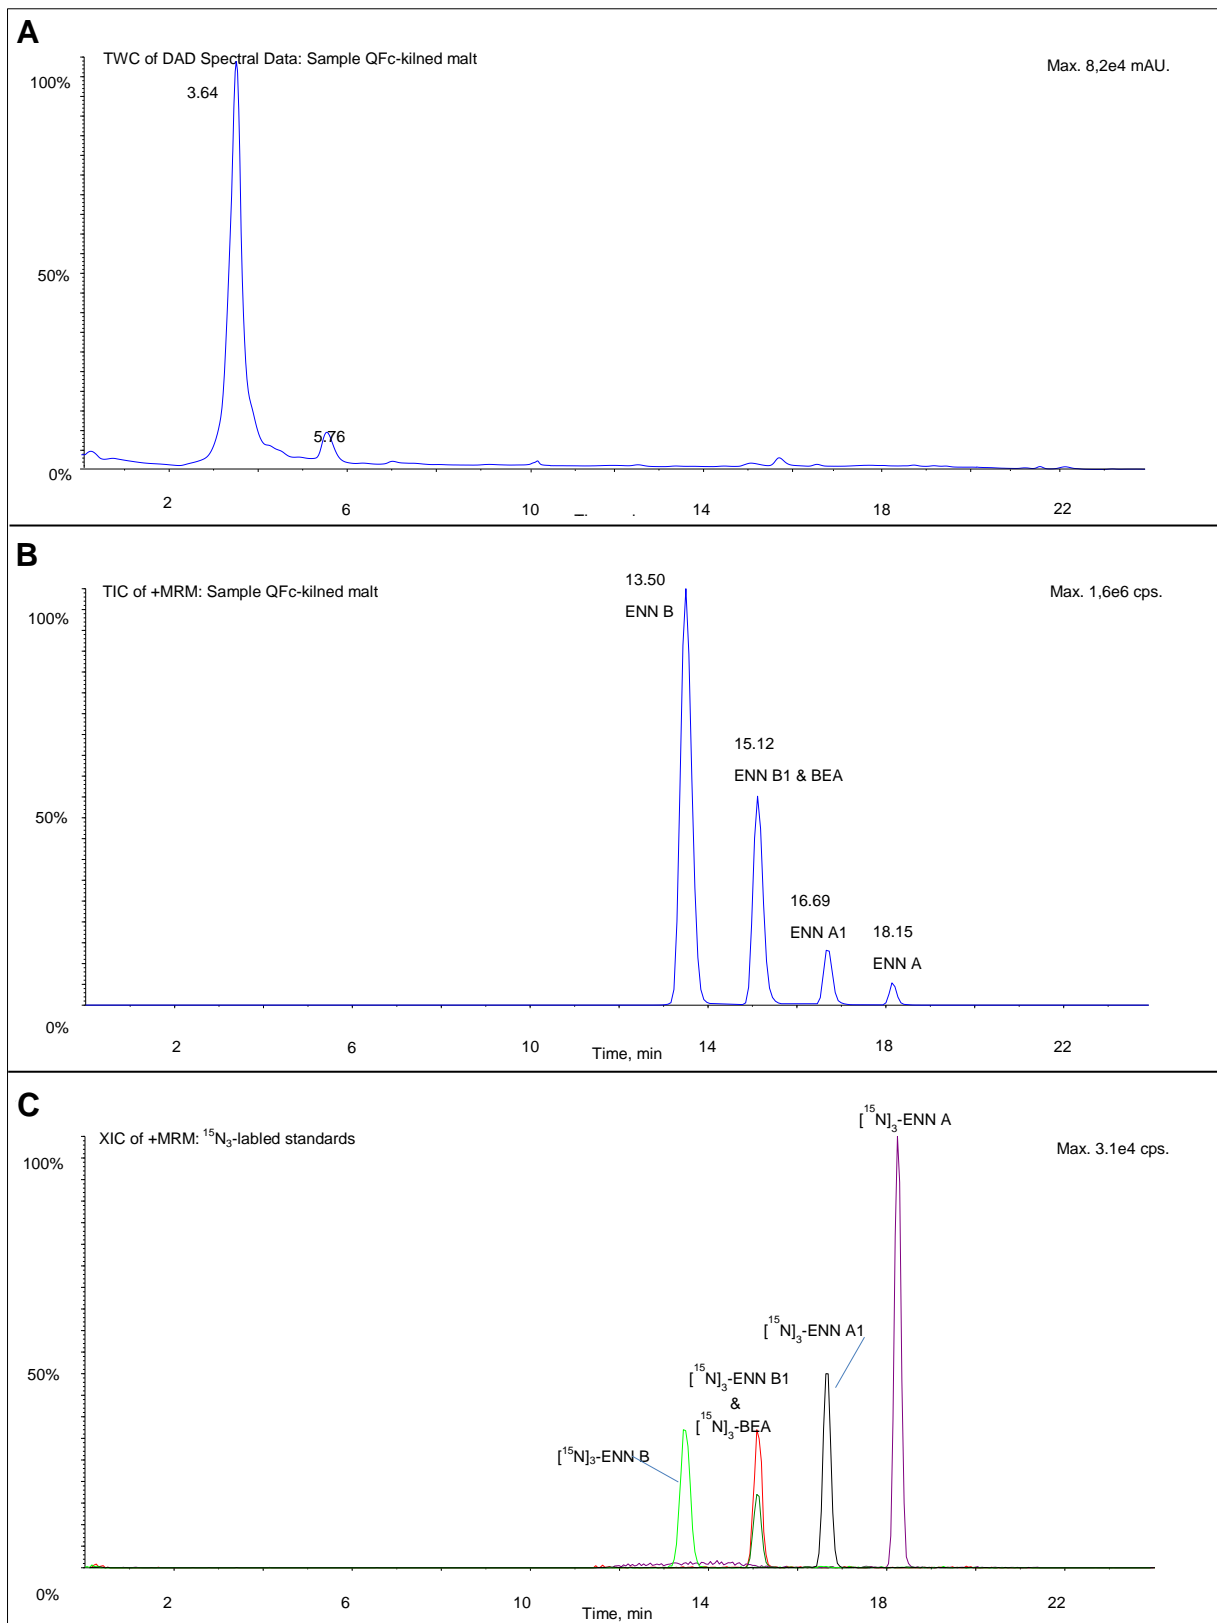 A
TWC of DAD Spectral Data: Sample QFc-kilned malt
Max. 8,2e4 mAU.
100%
3.64
50%
5.76
0%
2 6 10 14 18 22
B
TIC of +MRM: Sample QFc-kilned malt
Max. 1,6e6 cps.
13.50
ENN B
100%
15.12
ENN B1 & BEA
50%
16.69
ENN A1
18.15
ENN A
0%
2 6 10 14 18 22
Time, min
C
[¹⁵N]₃-ENN A
XIC of +MRM: ¹⁵N₃-labled standards
Max. 3.1e4 cps.
100%
[¹⁵N]₃-ENN A1
50%
[¹⁵N]₃-ENN B1
&
[¹⁵N]₃-BEA
[¹⁵N]₃-ENN B
0%
2 6 10 14 18 22
Time, min